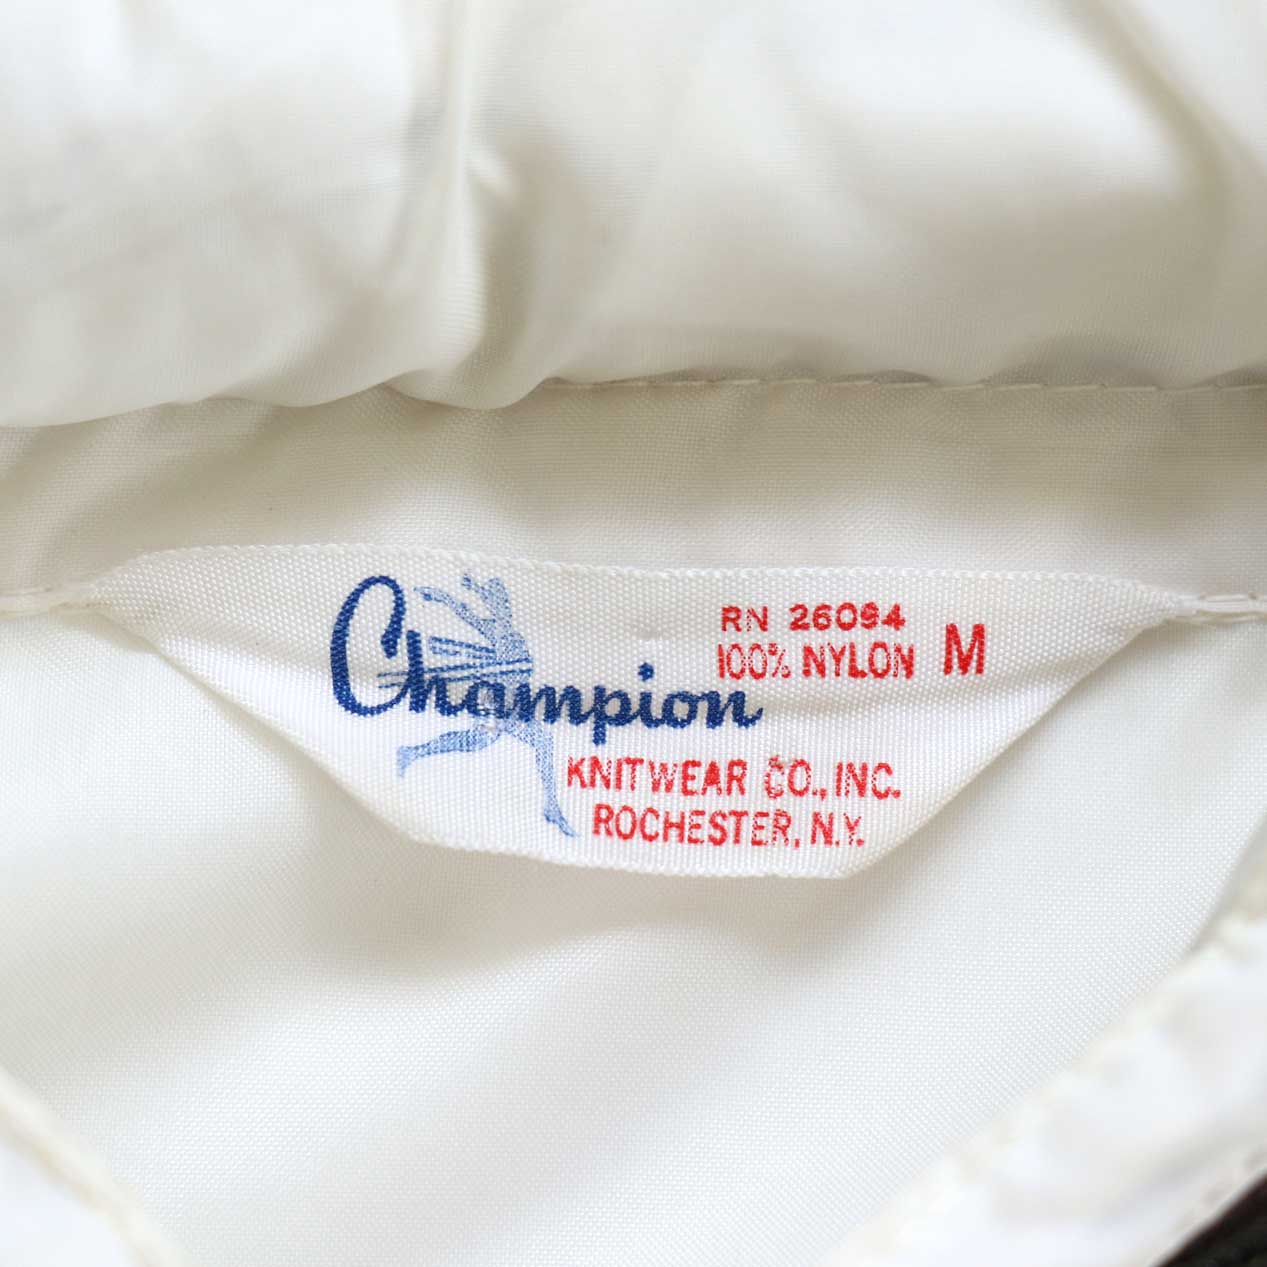 RN 26094
100% NYLON M
Champion
KNITWEAR CO., INC.
ROCHESTER, N.Y.